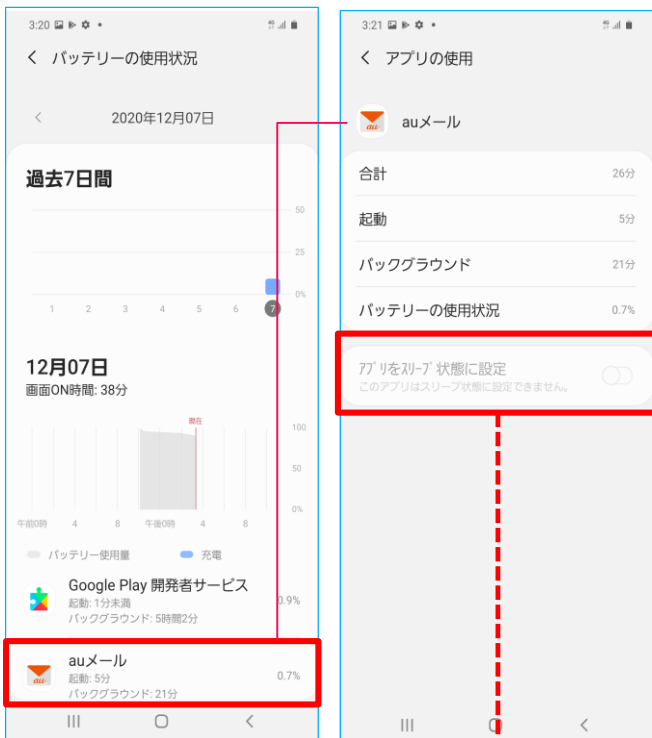 3:20
バッテリーの使用状況
2020年12月07日
過去7日間
50
25
0%
1 2 3 4 5 6 7
12月07日
画面ON時間: 38分
現在
100
50
0%
午前0時 4 8 午後0時 4 8
バッテリー使用量 充電
Google Play 開発者サービス
起動: 1分未満
バックグラウンド: 5時間2分
0.9%
auメール
起動: 5分
バックグラウンド: 21分
0.7%
3:21
アプリの使用
au
auメール
合計 26分
起動 5分
バックグラウンド 21分
バッテリーの使用状況 0.7%
ｱﾌﾟﾘをｽﾘｰﾌﾟ状態に設定
このアプリはスリープ状態に設定できません。